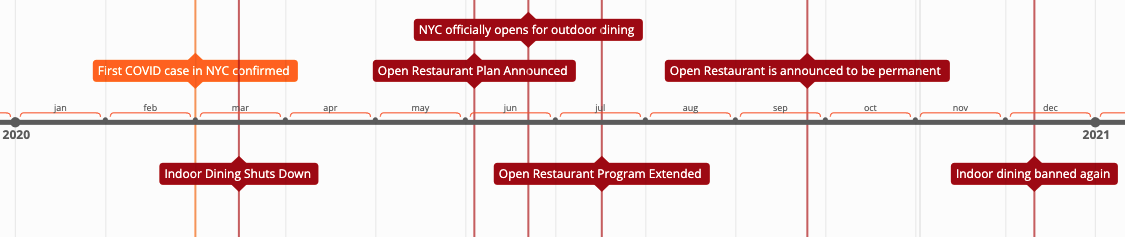 NYC officially opens for outdoor dining
First COVID case in NYC confirmed
Open Restaurant Plan Announced
Open Restaurant is announced to be permanent
jan feb mar apr may jun jul aug sep oct nov dec
2020 2021
Indoor Dining Shuts Down
Open Restaurant Program Extended
Indoor dining banned again